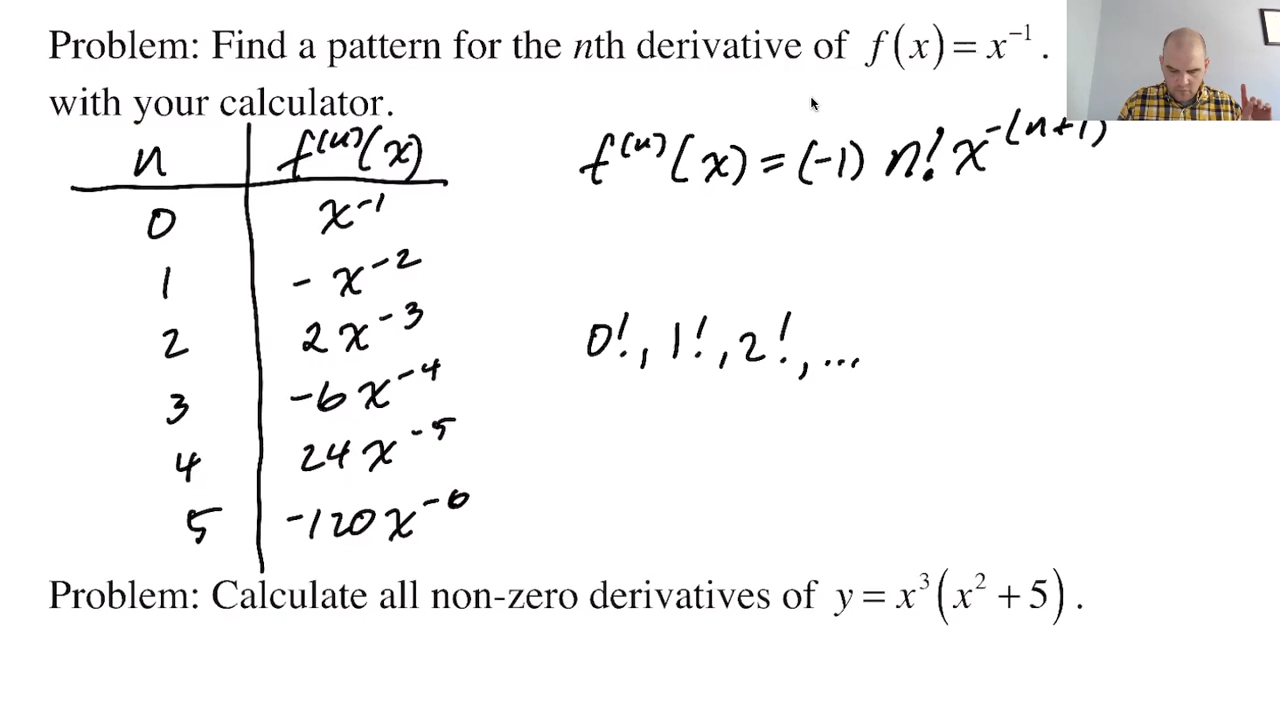 Problem: Find a pattern for the nth derivative of f(x) = x⁻¹.
with your calculator.
n f⁽ⁿ⁾(x)
0 x⁻¹
1 -x⁻²
2 2x⁻³
3 -6x⁻⁴
4 24x⁻⁵
5 -120x⁻⁶
f⁽ⁿ⁾(x) = (-1) n! x⁻⁽ⁿ⁺¹⁾
0!, 1!, 2!, ...
Problem: Calculate all non-zero derivatives of y = x³(x² + 5).